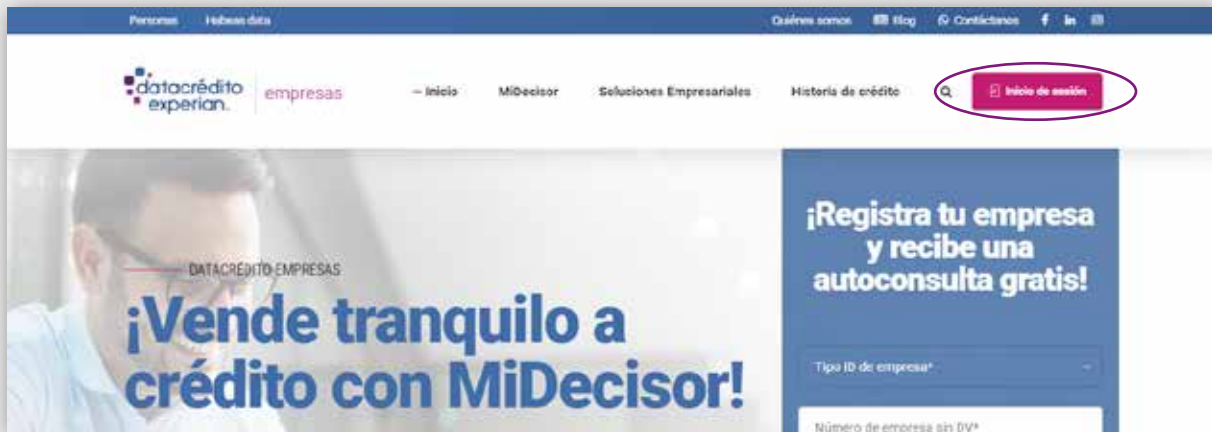 Personas Habeas data Quiénes somos Blog Contáctanos f in
datacrédito
experian.
empresas
– Inicio MiDecisor Soluciones Empresariales Historia de crédito Inicio de sesión
¡Registra tu empresa
y recibe una
autoconsulta gratis!
DATACRÉDITO EMPRESAS
¡Vende tranquilo a
crédito con MiDecisor!
Tipo ID de empresa*
Número de empresa sin DV*